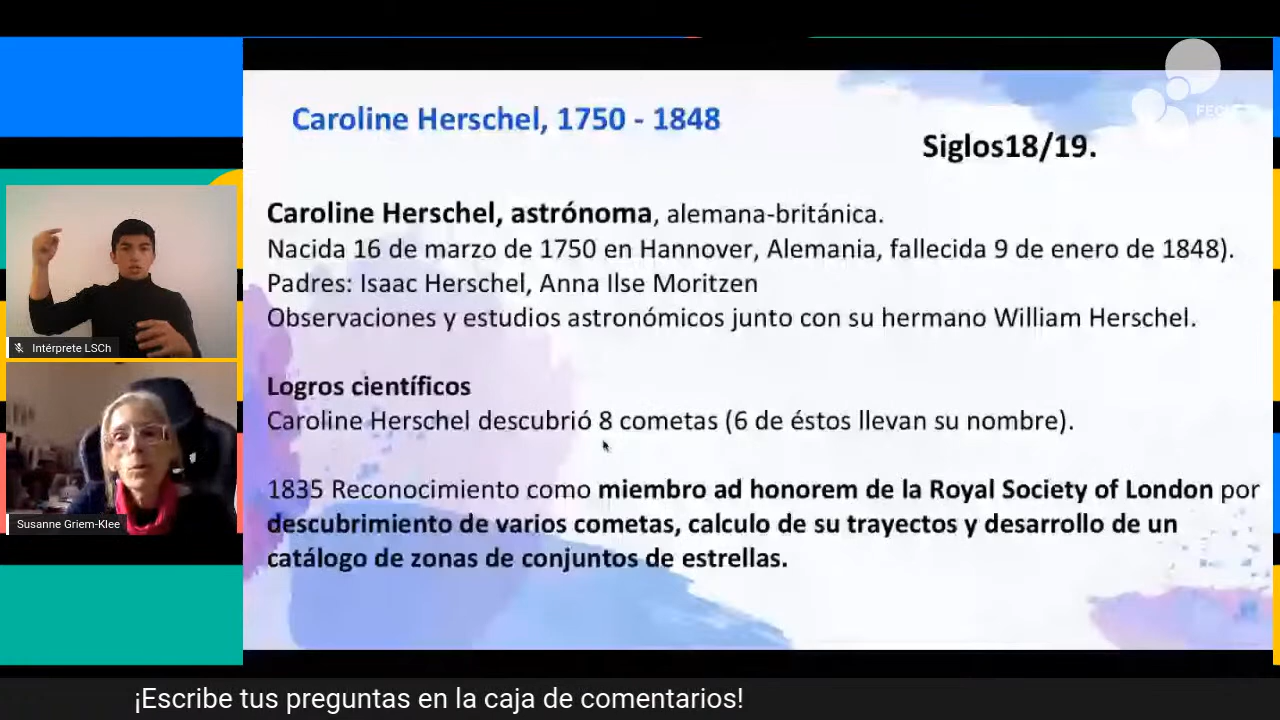 Caroline Herschel, 1750 - 1848
Siglos18/19.
Caroline Herschel, astrónoma, alemana-británica.
Nacida 16 de marzo de 1750 en Hannover, Alemania, fallecida 9 de enero de 1848).
Padres: Isaac Herschel, Anna Ilse Moritzen
Observaciones y estudios astronómicos junto con su hermano William Herschel.
Logros científicos
Caroline Herschel descubrió 8 cometas (6 de éstos llevan su nombre).
1835 Reconocimiento como miembro ad honorem de la Royal Society of London por
descubrimiento de varios cometas, calculo de su trayectos y desarrollo de un
catálogo de zonas de conjuntos de estrellas.
Intérprete LSCh
Susanne Griem-Klee
¡Escribe tus preguntas en la caja de comentarios!